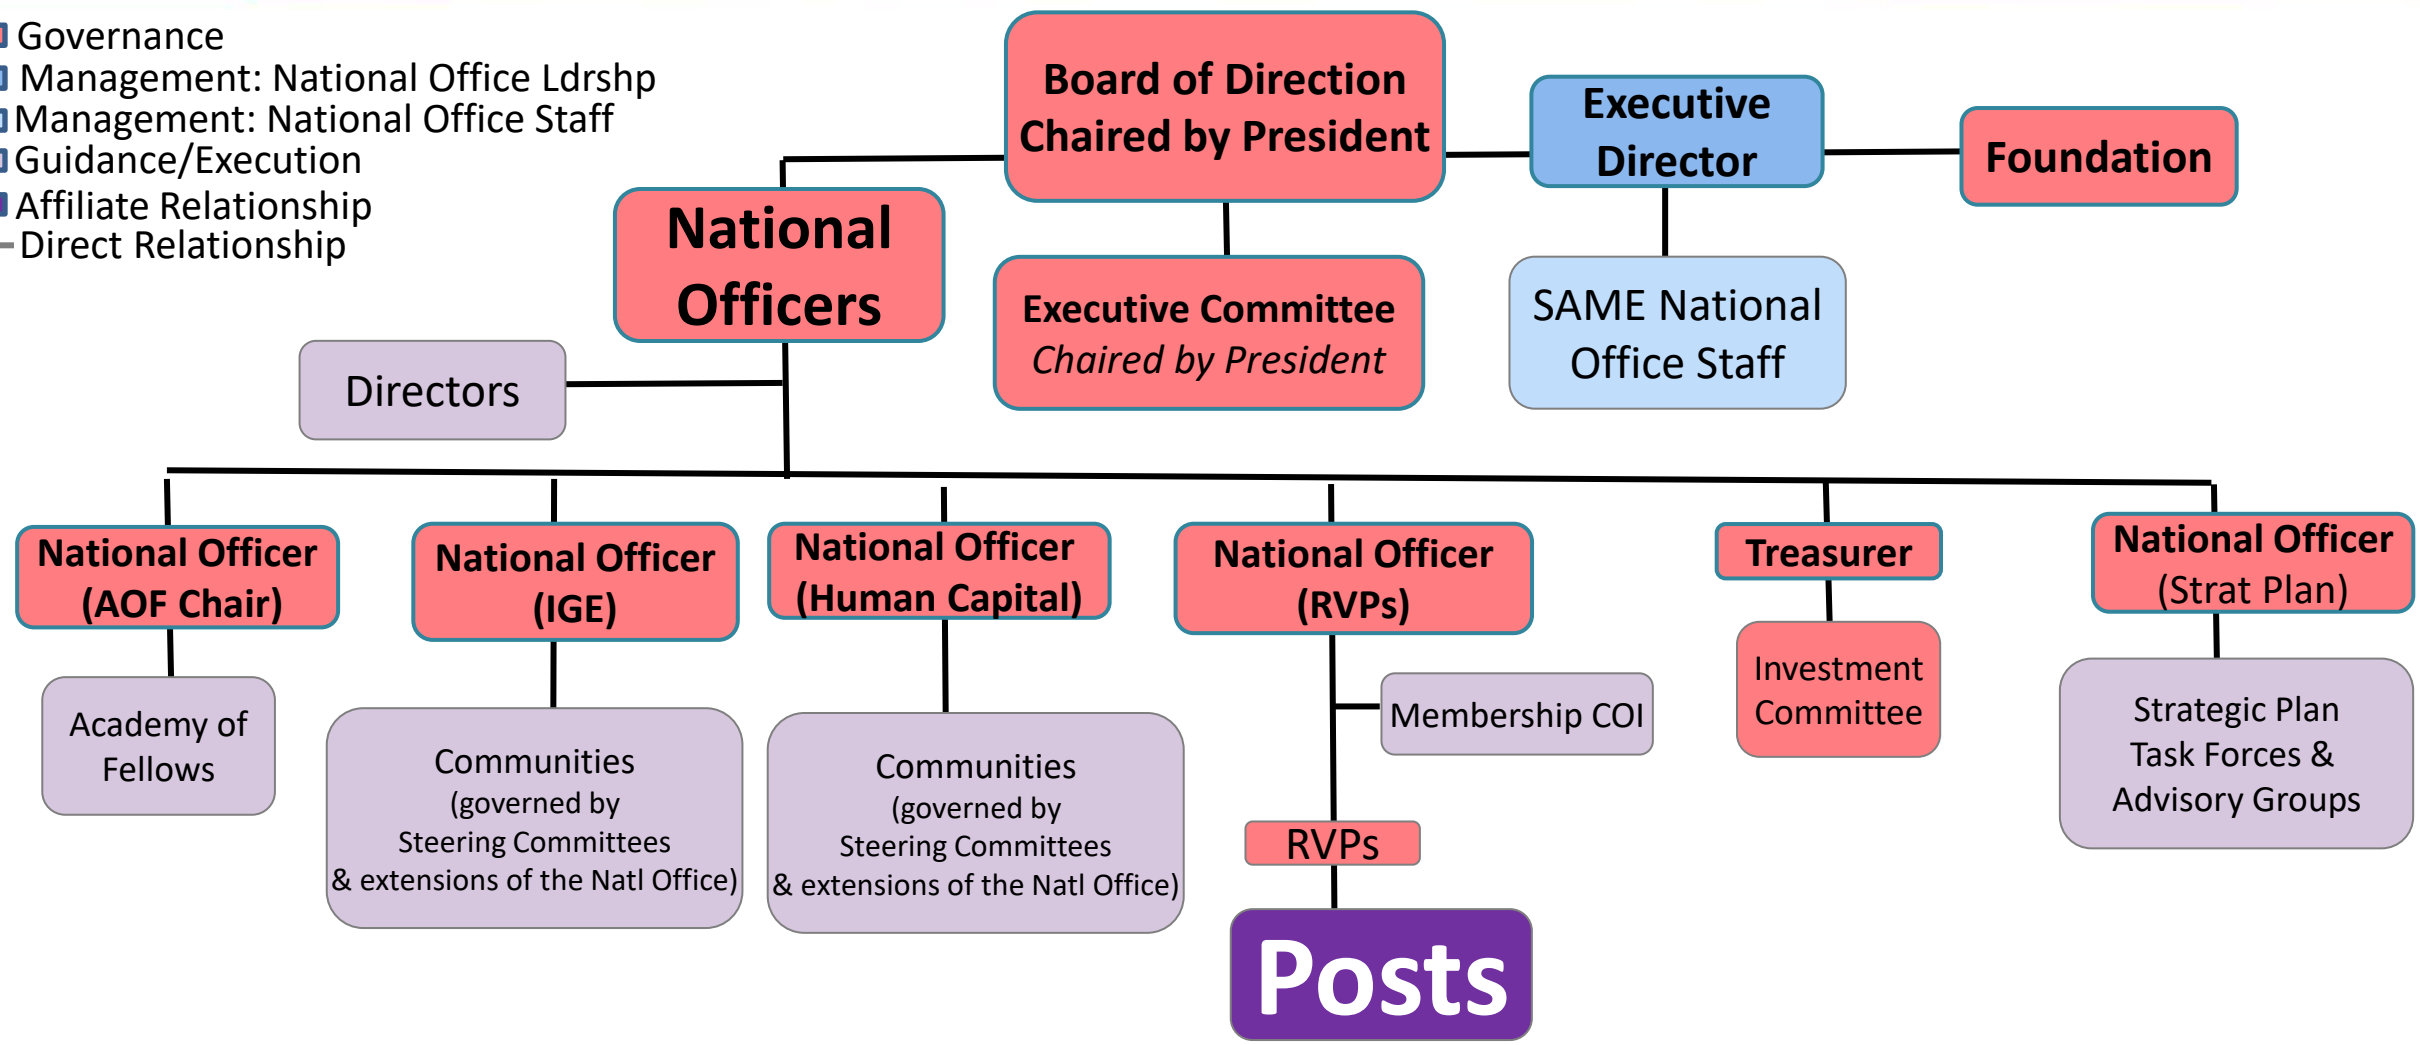 Governance
Management: National Office Ldrshp
Management: National Office Staff
Guidance/Execution
Affiliate Relationship
Direct Relationship
Board of Direction
Chaired by President
Executive
Director
Foundation
National
Officers
Executive Committee
Chaired by President
SAME National
Office Staff
Directors
National Officer
(AOF Chair)
National Officer
(IGE)
National Officer
(Human Capital)
National Officer
(RVPs)
Treasurer
National Officer
(Strat Plan)
Academy of
Fellows
Communities
(governed by
Steering Committees
& extensions of the Natl Office)
Communities
(governed by
Steering Committees
& extensions of the Natl Office)
Membership COI
Investment
Committee
Strategic Plan
Task Forces &
Advisory Groups
RVPs
Posts